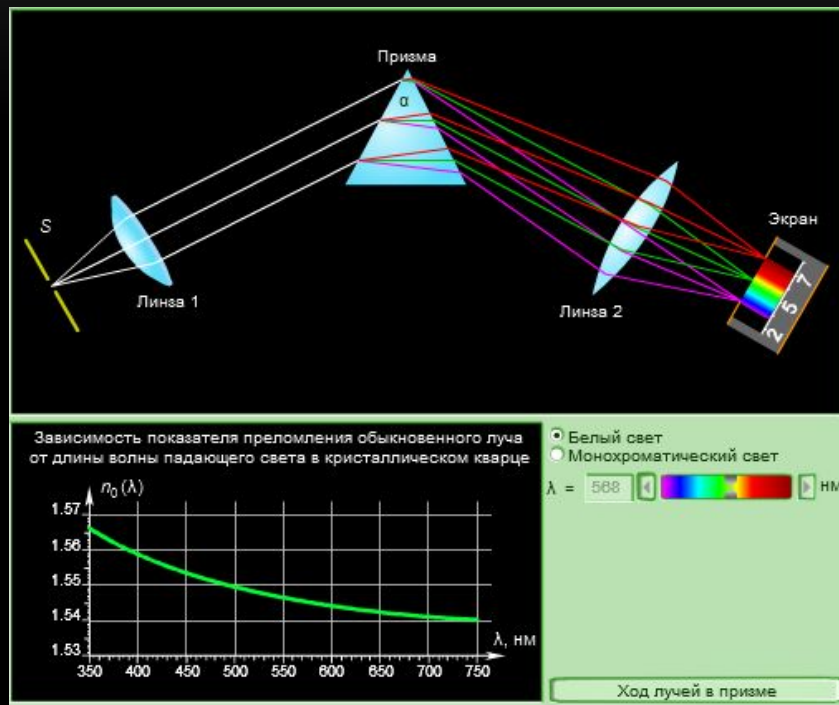 Призма
α
S
Экран
Линза 1
Линза 2
2 5 7
Зависимость показателя преломления обыкновенного луча
от длины волны падающего света в кристаллическом кварце
n₀(λ)
1.57
1.56
1.55
1.54
1.53
350 400 450 500 550 600 650 700 750
λ, нм
Белый свет
Монохроматический свет
λ = 568 нм
Ход лучей в призме